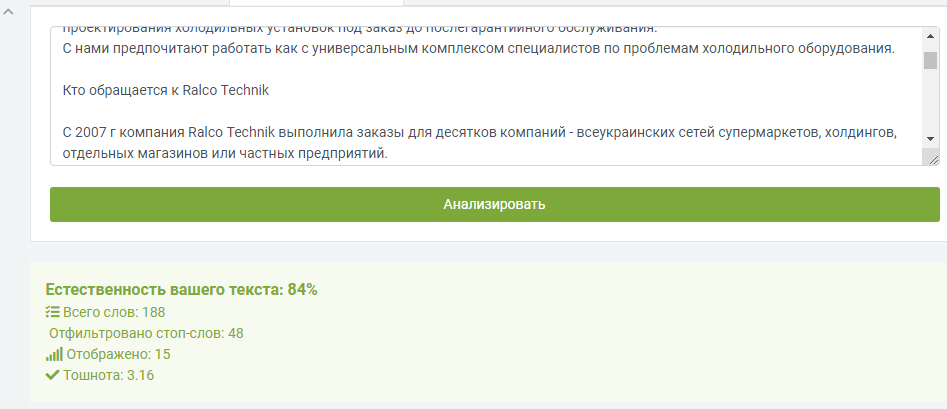 проектирования холодильных установок под заказ до послегарантийного обслуживания.
С нами предпочитают работать как с универсальным комплексом специалистов по проблемам холодильного оборудования.
Кто обращается к Ralco Technik
С 2007 г компания Ralco Technik выполнила заказы для десятков компаний - всеукраинских сетей супермаркетов, холдингов,
отдельных магазинов или частных предприятий.
Анализировать
Естественность вашего текста: 84%
Всего слов: 188
Отфильтровано стоп-слов: 48
Отображено: 15
Тошнота: 3.16